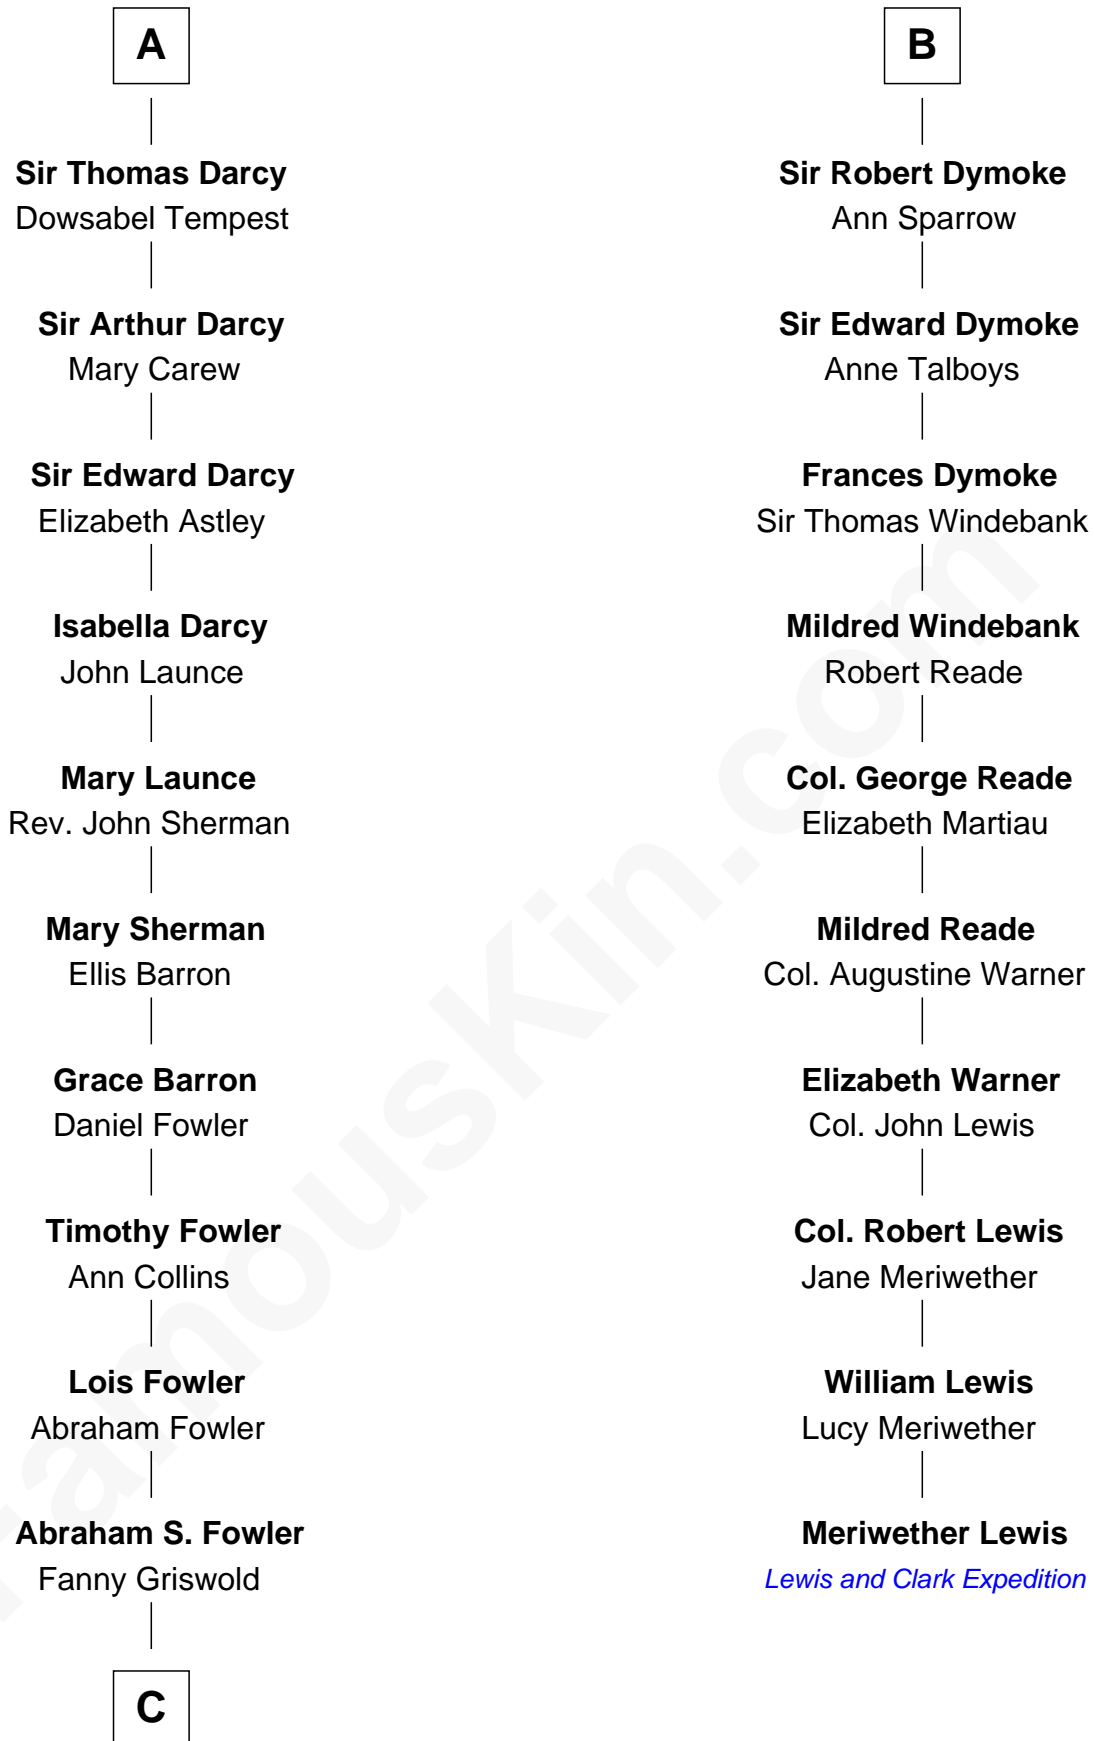 A
Sir Thomas Darcy
Dowsabel Tempest
Sir Arthur Darcy
Mary Carew
Sir Edward Darcy
Elizabeth Astley
Isabella Darcy
John Launce
Mary Launce
Rev. John Sherman
Mary Sherman
Ellis Barron
Grace Barron
Daniel Fowler
Timothy Fowler
Ann Collins
Lois Fowler
Abraham Fowler
Abraham S. Fowler
Fanny Griswold
C
B
Sir Robert Dymoke
Ann Sparrow
Sir Edward Dymoke
Anne Talboys
Frances Dymoke
Sir Thomas Windebank
Mildred Windebank
Robert Reade
Col. George Reade
Elizabeth Martiau
Mildred Reade
Col. Augustine Warner
Elizabeth Warner
Col. John Lewis
Col. Robert Lewis
Jane Meriwether
William Lewis
Lucy Meriwether
Meriwether Lewis
Lewis and Clark Expedition
FamousKin.com